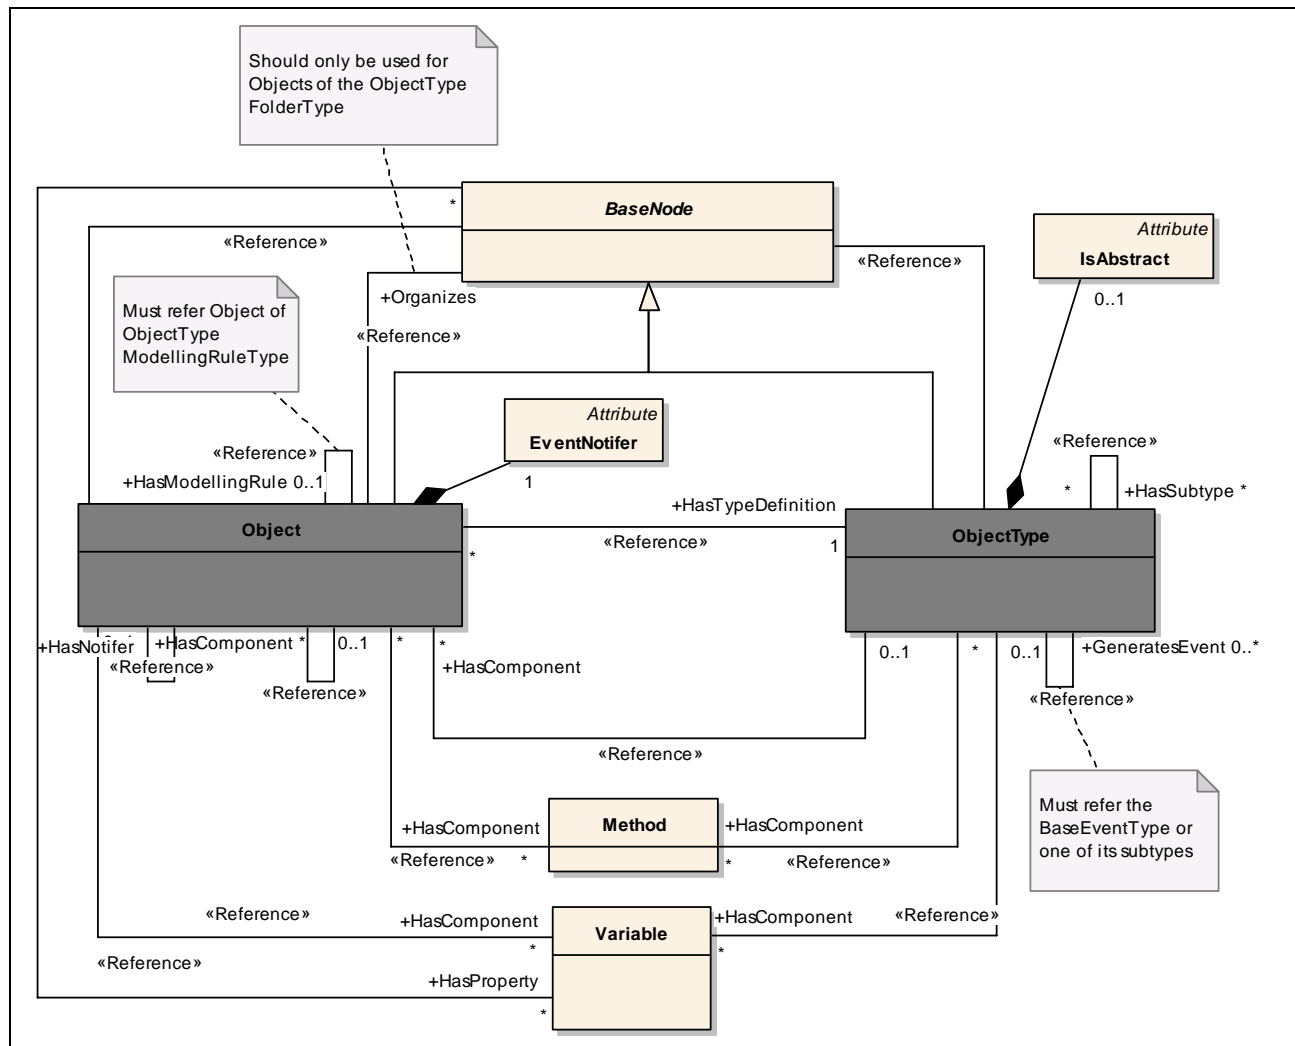 Should only be used for
Objects of the ObjectType
FolderType
BaseNode
*
«Reference»
«Reference»
Attribute
IsAbstract
0..1
+Organizes
«Reference»
Must refer Object of
ObjectType
ModellingRuleType
Attribute
EventNotifer
1
«Reference»
+HasModellingRule 0..1
«Reference»
*
+HasSubtype *
+HasTypeDefinition
Object
*
«Reference»
1
ObjectType
+HasNotifer
+HasComponent *
0..1
*
*
«Reference»
«Reference»
+HasComponent
0..1
*
0..1
+GeneratesEvent 0..*
«Reference»
«Reference»
Must refer the
BaseEventType or
one of its subtypes
+HasComponent
«Reference»
*
Method
+HasComponent
*
«Reference»
«Reference»
+HasComponent
*
Variable
+HasComponent
*
«Reference»
«Reference»
+HasProperty
*